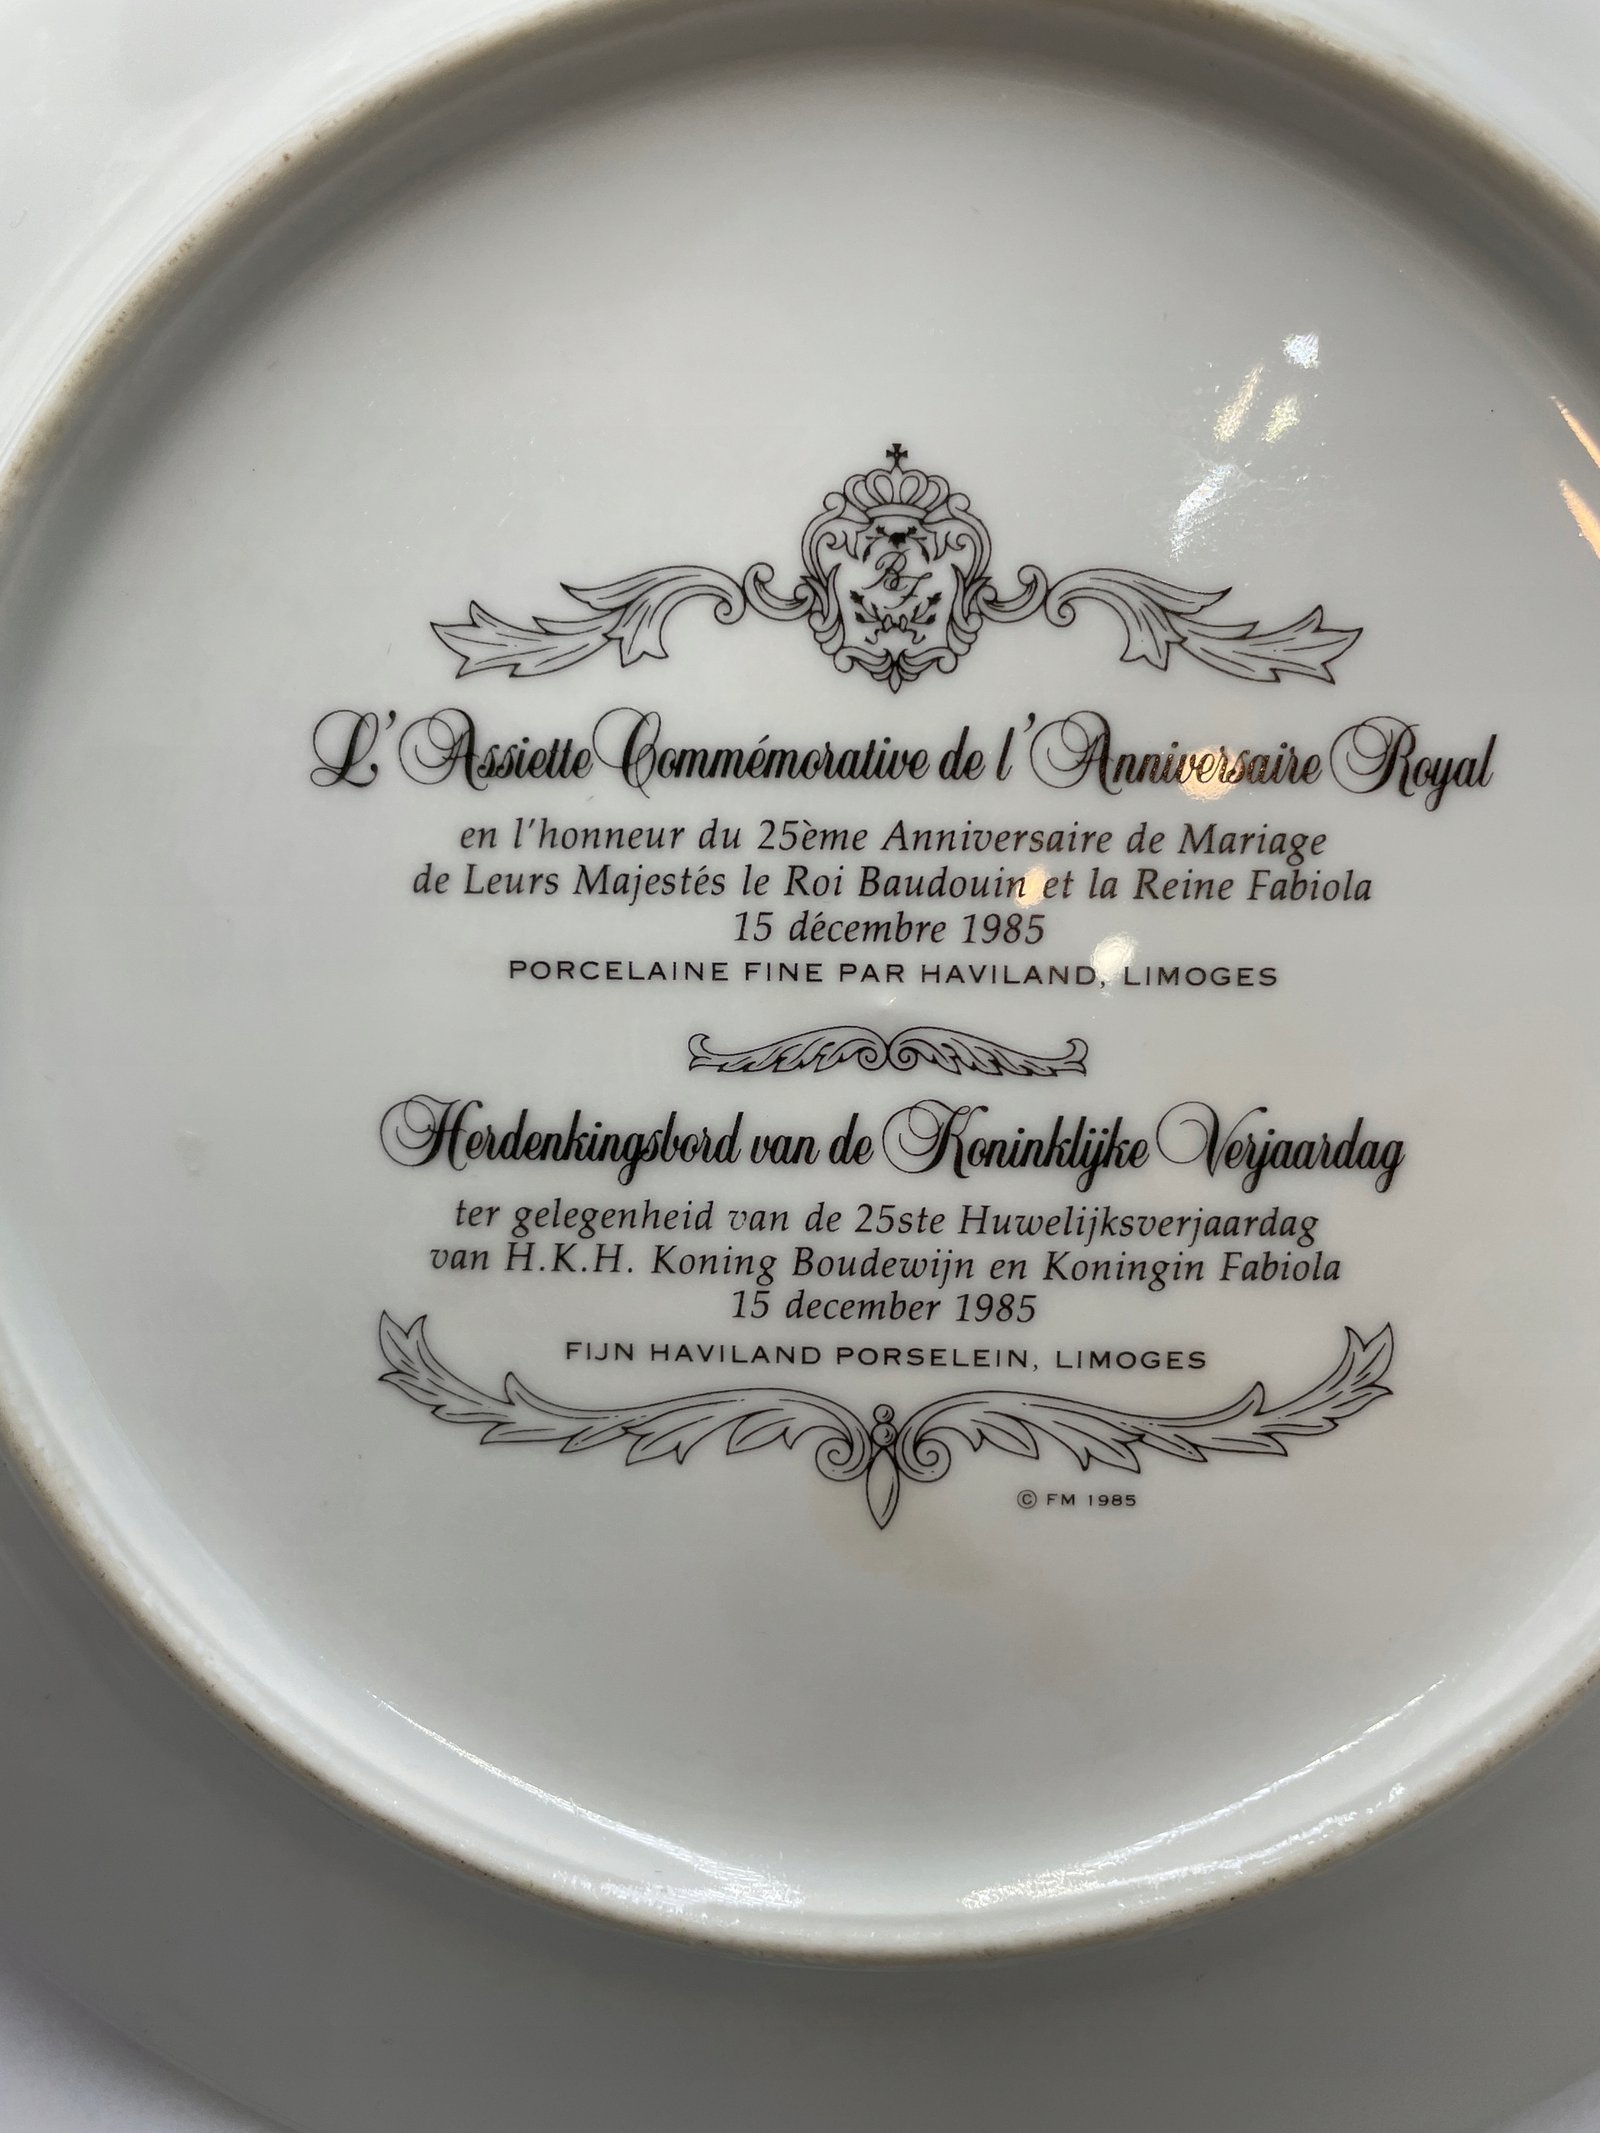 BF
L'Assiette Commémorative de l'Anniversaire Royal
en l'honneur du 25ème Anniversaire de Mariage
de Leurs Majestés le Roi Baudouin et la Reine Fabiola
15 décembre 1985
PORCELAINE FINE PAR HAVILAND, LIMOGES
Herdenkingsbord van de Koninklijke Verjaardag
ter gelegenheid van de 25ste Huwelijksverjaardag
van H.K.H. Koning Boudewijn en Koningin Fabiola
15 december 1985
FIJN HAVILAND PORSELEIN, LIMOGES
© FM 1985